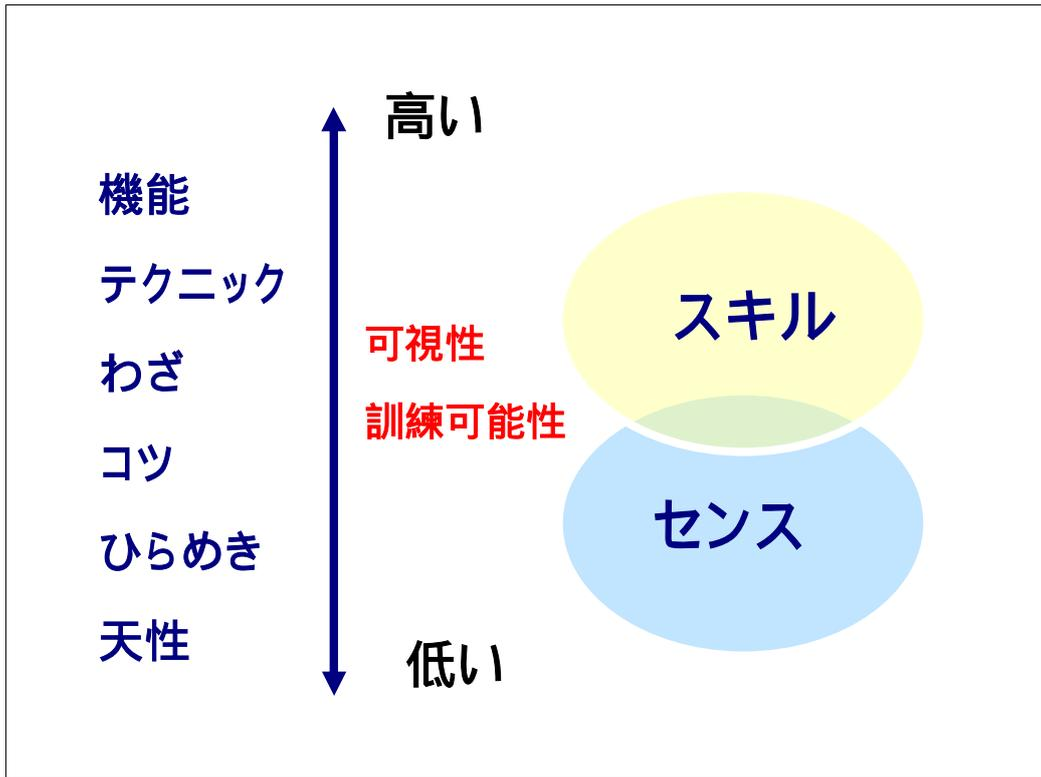 高い
機能
テクニック
わざ
コツ
ひらめき
天性
可視性
訓練可能性
低い
スキル
センス